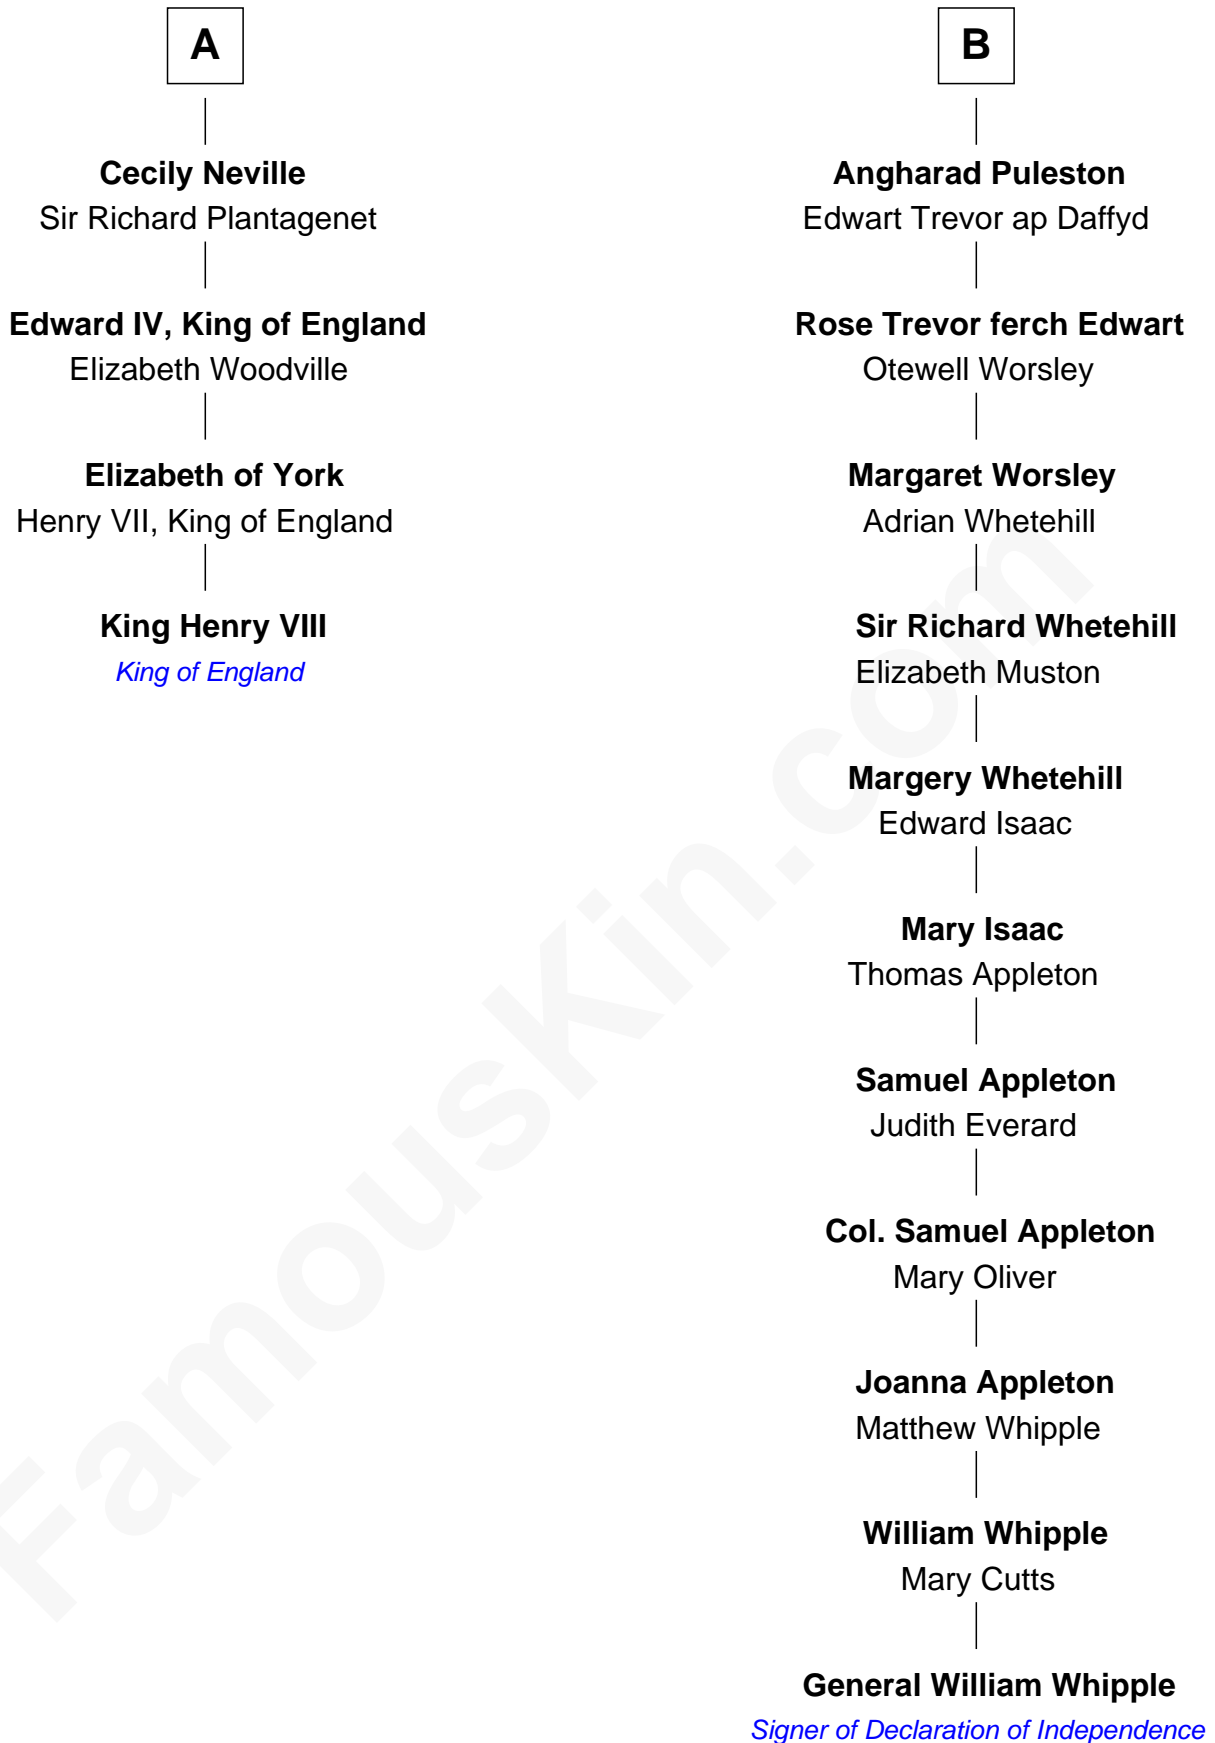 A
Cecily Neville
Sir Richard Plantagenet
Edward IV, King of England
Elizabeth Woodville
Elizabeth of York
Henry VII, King of England
King Henry VIII
King of England
B
Angharad Puleston
Edwart Trevor ap Daffyd
Rose Trevor ferch Edwart
Otewell Worsley
Margaret Worsley
Adrian Whetehill
Sir Richard Whetehill
Elizabeth Muston
Margery Whetehill
Edward Isaac
Mary Isaac
Thomas Appleton
Samuel Appleton
Judith Everard
Col. Samuel Appleton
Mary Oliver
Joanna Appleton
Matthew Whipple
William Whipple
Mary Cutts
General William Whipple
Signer of Declaration of Independence
FamousKin.com